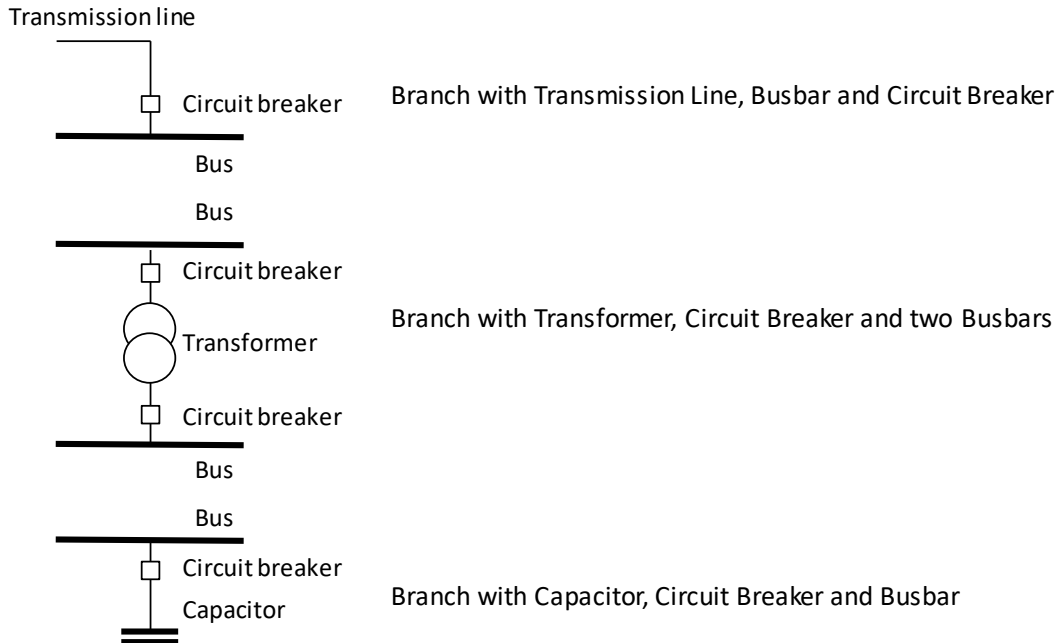 Transmission line
Circuit breaker
Branch with Transmission Line, Busbar and Circuit Breaker
Bus
Bus
Circuit breaker
Branch with Transformer, Circuit Breaker and two Busbars
Transformer
Circuit breaker
Bus
Bus
Circuit breaker
Branch with Capacitor, Circuit Breaker and Busbar
Capacitor